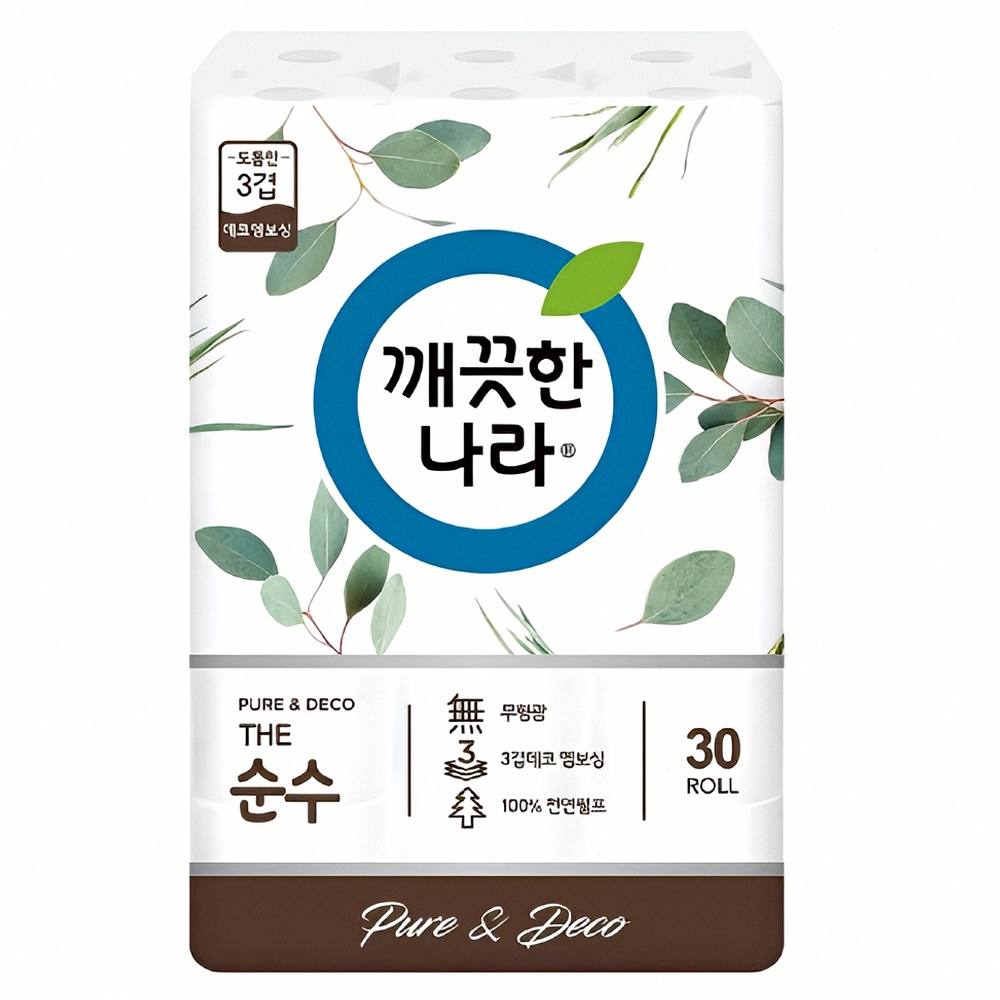 도톰한
3겹
데코엠보싱
깨끗한
나라®
PURE & DECO
THE
순수
無 무형광
3 3겹데코 엠보싱
100% 천연펄프
30
ROLL
Pure & Deco